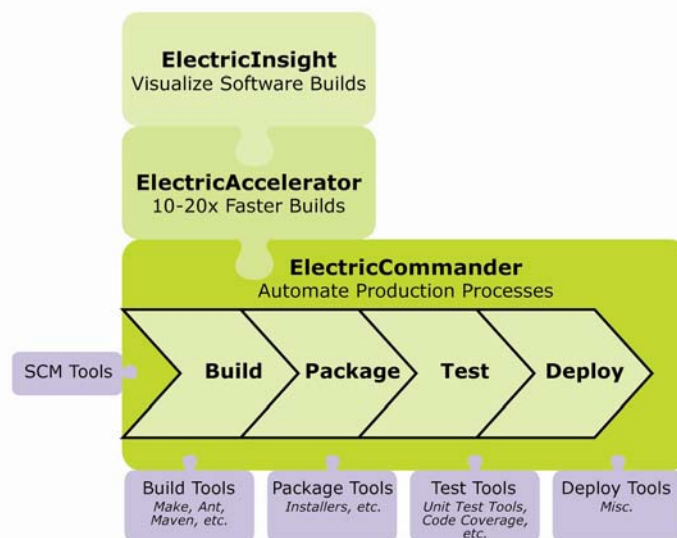 ElectricInsight
Visualize Software Builds
ElectricAccelerator
10-20x Faster Builds
ElectricCommander
Automate Production Processes
SCM Tools
Build
Package
Test
Deploy
Build Tools
Make, Ant,
Maven, etc.
Package Tools
Installers, etc.
Test Tools
Unit Test Tools,
Code Coverage,
etc.
Deploy Tools
Misc.